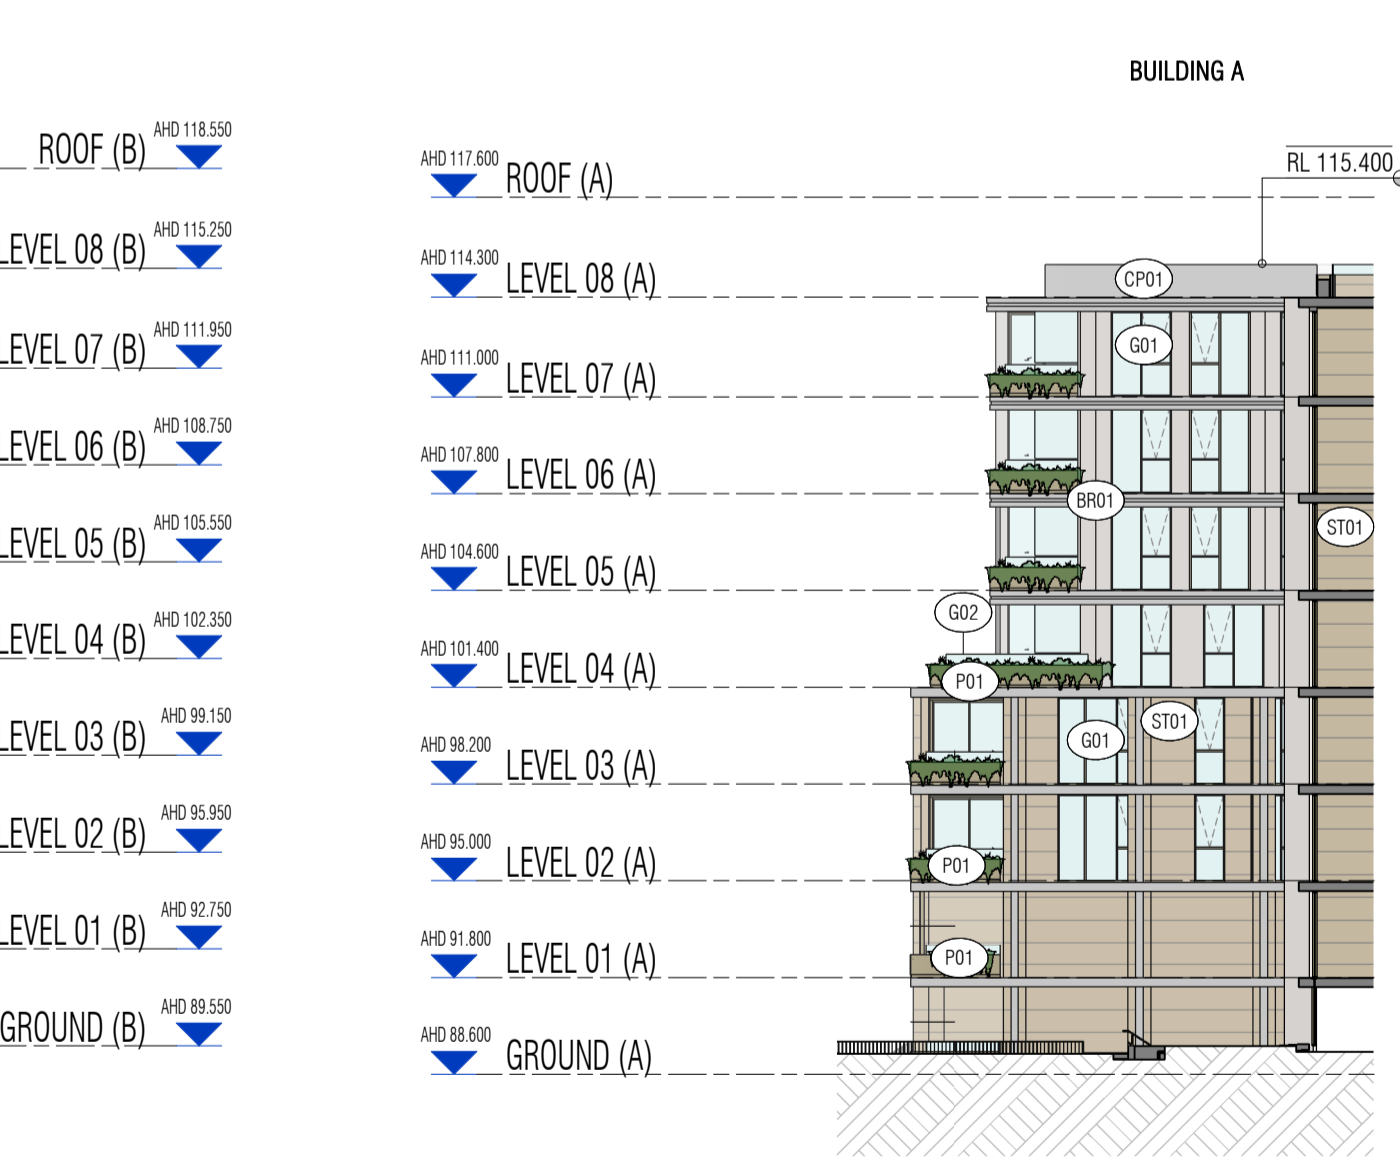 BUILDING A
AHD 118.550
ROOF (B)
AHD 115.250
LEVEL 08 (B)
AHD 111.950
LEVEL 07 (B)
AHD 108.750
LEVEL 06 (B)
AHD 105.550
LEVEL 05 (B)
AHD 102.350
LEVEL 04 (B)
AHD 99.150
LEVEL 03 (B)
AHD 95.950
LEVEL 02 (B)
AHD 92.750
LEVEL 01 (B)
AHD 89.550
GROUND (B)
AHD 117.600
ROOF (A)
AHD 114.300
LEVEL 08 (A)
AHD 111.000
LEVEL 07 (A)
AHD 107.800
LEVEL 06 (A)
AHD 104.600
LEVEL 05 (A)
AHD 101.400
LEVEL 04 (A)
AHD 98.200
LEVEL 03 (A)
AHD 95.000
LEVEL 02 (A)
AHD 91.800
LEVEL 01 (A)
AHD 88.600
GROUND (A)
RL 115.400
CP01
G01
BR01
ST01
G02
P01
ST01
G01
P01
P01